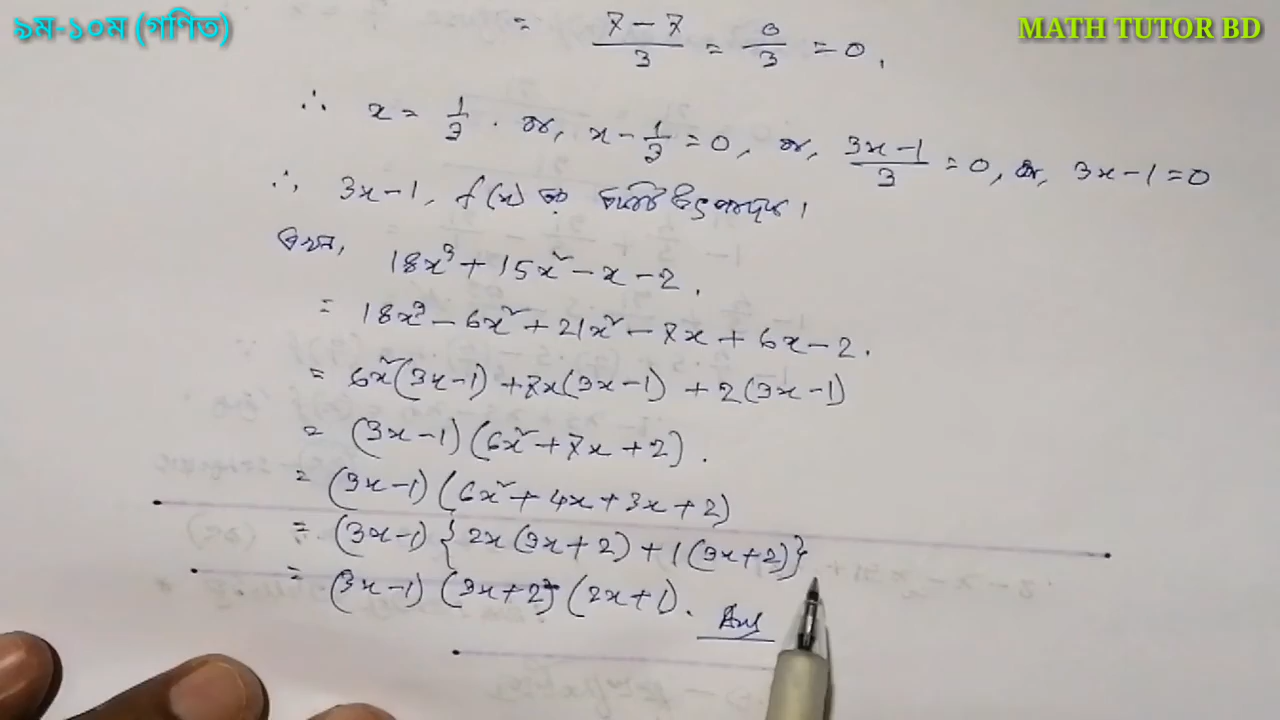 ৯ম-১০ম (গণিত)
MATH TUTOR BD
= 7-7/3 = 0/3 = 0,
∴ x = 1/3 . or, x - 1/3 = 0, or, 3x-1/3 = 0, or, 3x-1=0
∴ 3x-1, f(x) এর একটি উৎপাদক।
এখন, 18x³ + 15x² - x - 2.
= 18x³ - 6x² + 21x² - 7x + 6x - 2.
= 6x²(3x-1) + 7x(3x-1) + 2(3x-1)
= (3x-1)(6x²+7x+2).
= (3x-1)(6x²+4x+3x+2)
= (3x-1){2x(3x+2)+1(3x+2)}
= (3x-1)(3x+2)(2x+1). Ans